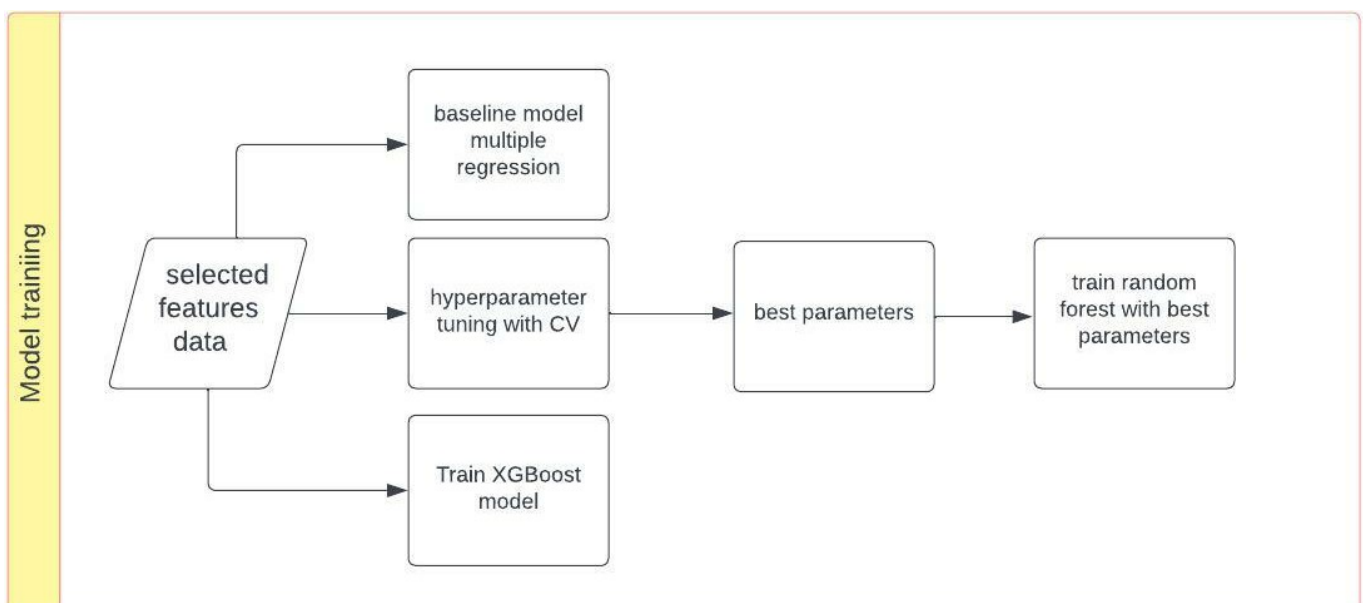 Model trainiing
baseline model
multiple
regression
selected
features
data
hyperparameter
tuning with CV
best parameters
train random
forest with best
parameters
Train XGBoost
model